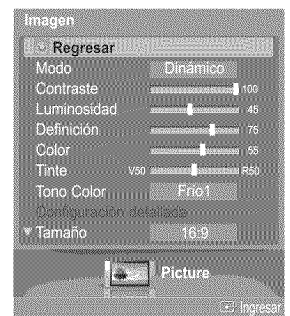 Imagen
Regresar
Modo Dinámico
Contraste 100
Luminosidad 45
Definición 75
Color 55
Tinte V50 R50
Tono Color Frío1
Configuración detallada
Tamaño 16:9
Picture
Ingresar